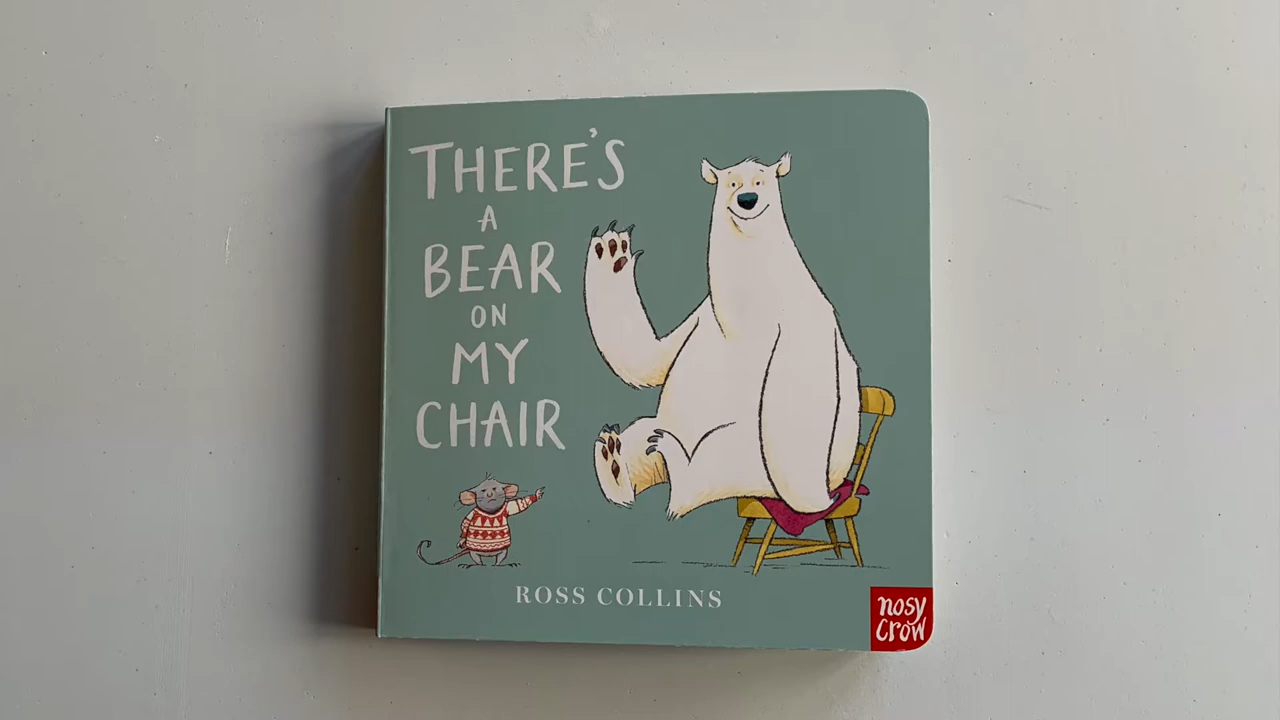 THERE'S
A
BEAR
ON
MY
CHAIR
ROSS COLLINS
nosy
crow